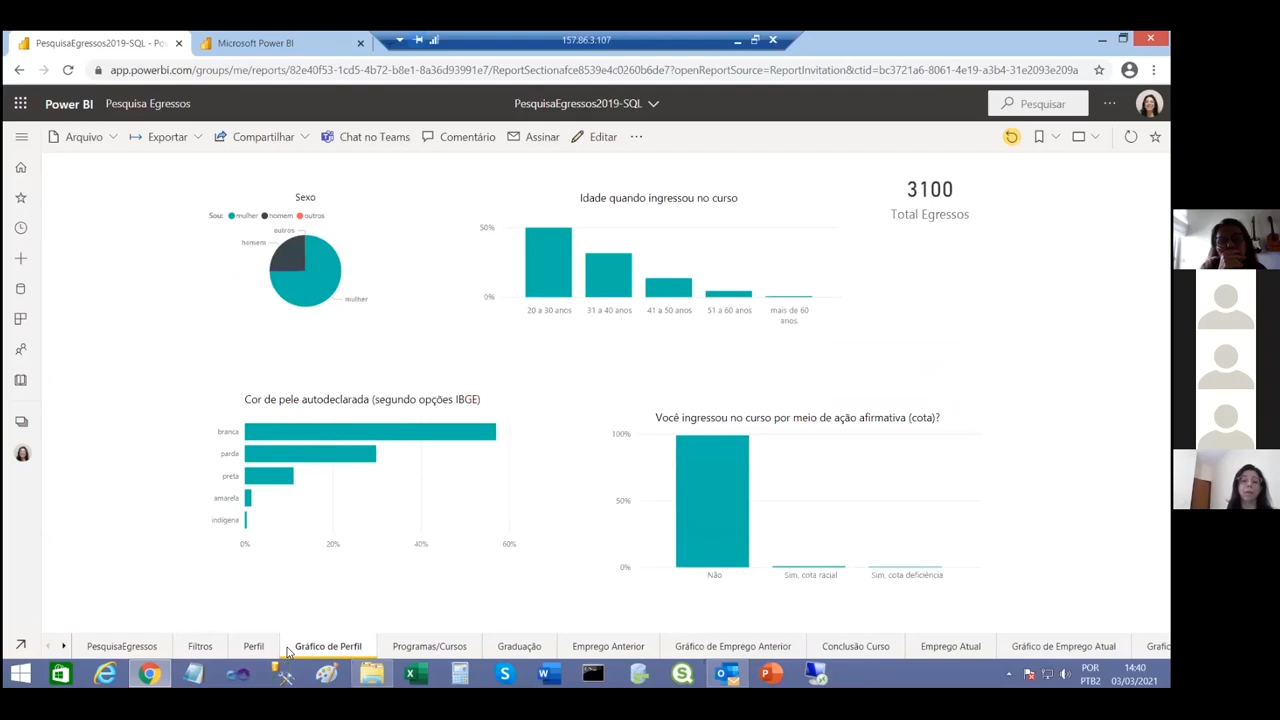 PesquisaEgressos2019-SQL - Pow
Microsoft Power BI
157.86.3.107
app.powerbi.com/groups/me/reports/82e40f53-1cd5-4b72-b8e1-8a36d93991e7/ReportSectionafce8539e4c0260b6de7?openReportSource=ReportInvitation&ctid=bc3721a6-8061-4e19-a3b4-31e2093e209a
Power BI
Pesquisa Egressos
PesquisaEgressos2019-SQL
Pesquisar
Arquivo
Exportar
Compartilhar
Chat no Teams
Comentário
Assinar
Editar
Sexo
Sou: mulher homem outros
outros
homem
mulher
Idade quando ingressou no curso
50%
0%
20 a 30 anos
31 a 40 anos
41 a 50 anos
51 a 60 anos
mais de 60
anos
3100
Total Egressos
Cor de pele autodeclarada (segundo opções IBGE)
branca
parda
preta
amarela
indígena
0%
20%
40%
60%
Você ingressou no curso por meio de ação afirmativa (cota)?
100%
50%
0%
Não
Sim, cota racial
Sim, cota deficiência
PesquisaEgressos
Filtros
Perfil
Gráfico de Perfil
Programas/Cursos
Graduação
Emprego Anterior
Gráfico de Emprego Anterior
Conclusão Curso
Emprego Atual
Gráfico de Emprego Atual
Grafic
POR
PTB2
14:40
03/03/2021